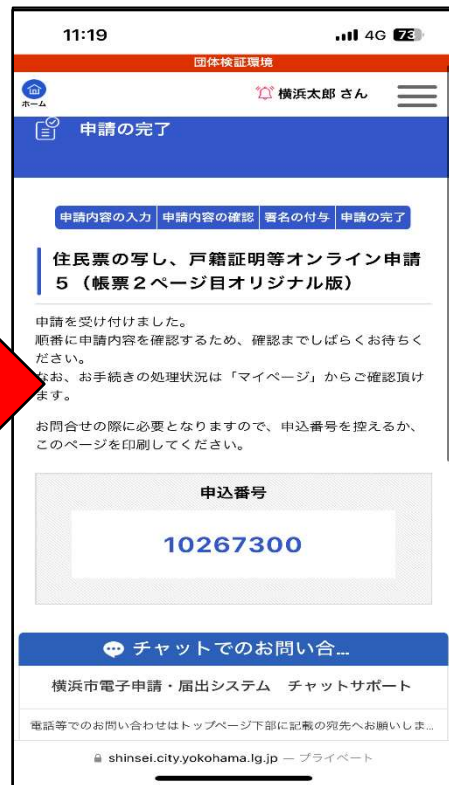 11:19
4G 73
団体検証環境
ホーム
横浜太郎 さん
申請の完了
申請内容の入力 申請内容の確認 署名の付与 申請の完了
住民票の写し、戸籍証明等オンライン申請
5（帳票2ページ目オリジナル版）
申請を受け付けました。
順番に申請内容を確認するため、確認までしばらくお待ちく
ださい。
なお、お手続きの処理状況は「マイページ」からご確認頂け
ます。
お問合せの際に必要となりますので、申込番号を控えるか、
このページを印刷してください。
申込番号
10267300
チャットでのお問い合…
横浜市電子申請・届出システム　チャットサポート
電話等でのお問い合わせはトップページ下部に記載の宛先へお願いしま…
shinsei.city.yokohama.lg.jp — プライベート